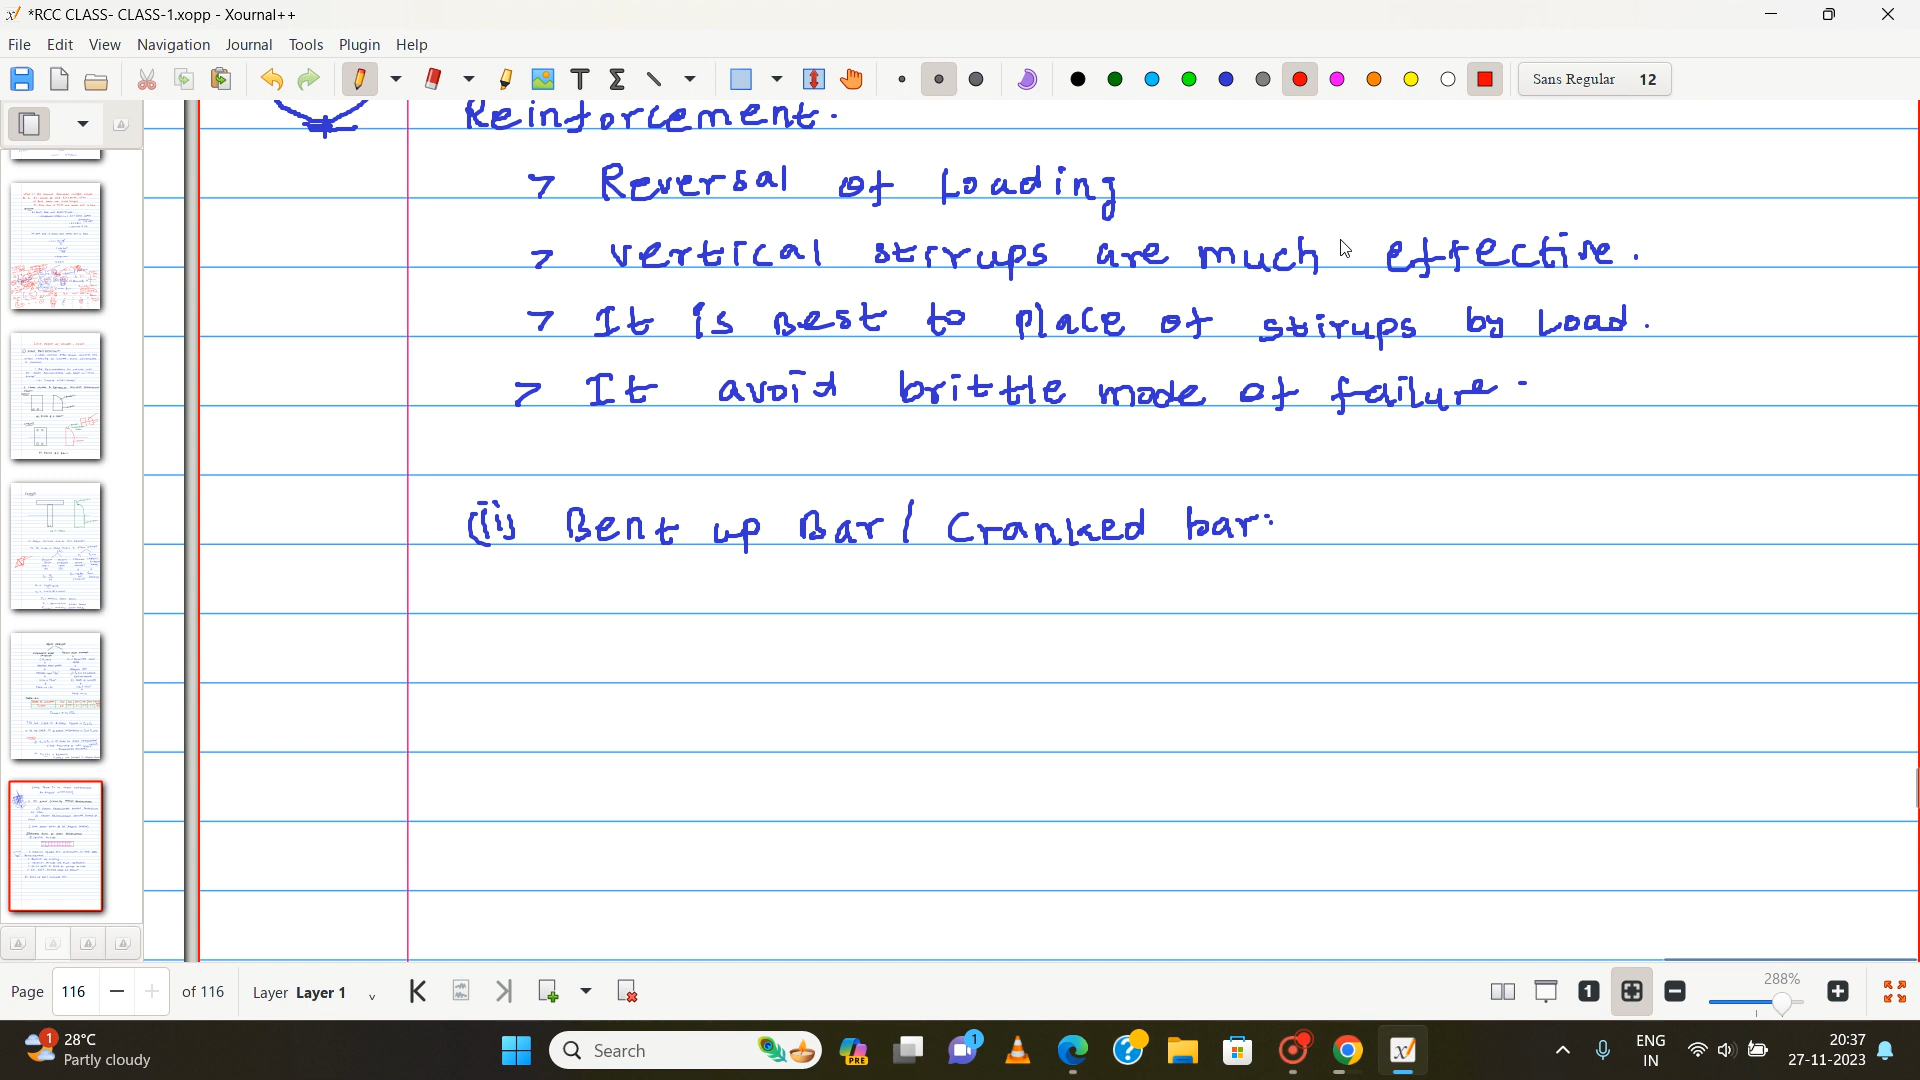 *RCC CLASS- CLASS-1.xopp - Xournal++
File Edit View Navigation Journal Tools Plugin Help
Sans Regular 12
Reinforcement.
> Reversal of Loading
> vertical stirups are much effective.
> It is Best to place of stirups by Load.
> It avoid brittle mode of failure.
(ii) Bent up Bar / Cranked bar:
Page 116 of 116 Layer Layer 1 288%
28°C
Partly cloudy
Search
PRE
ENG
IN
20:37
27-11-2023